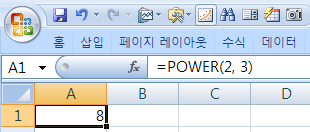 홈 삽입 페이지 레이아웃 수식 데이터
A1 fx =POWER(2, 3)
A B C D
1 8